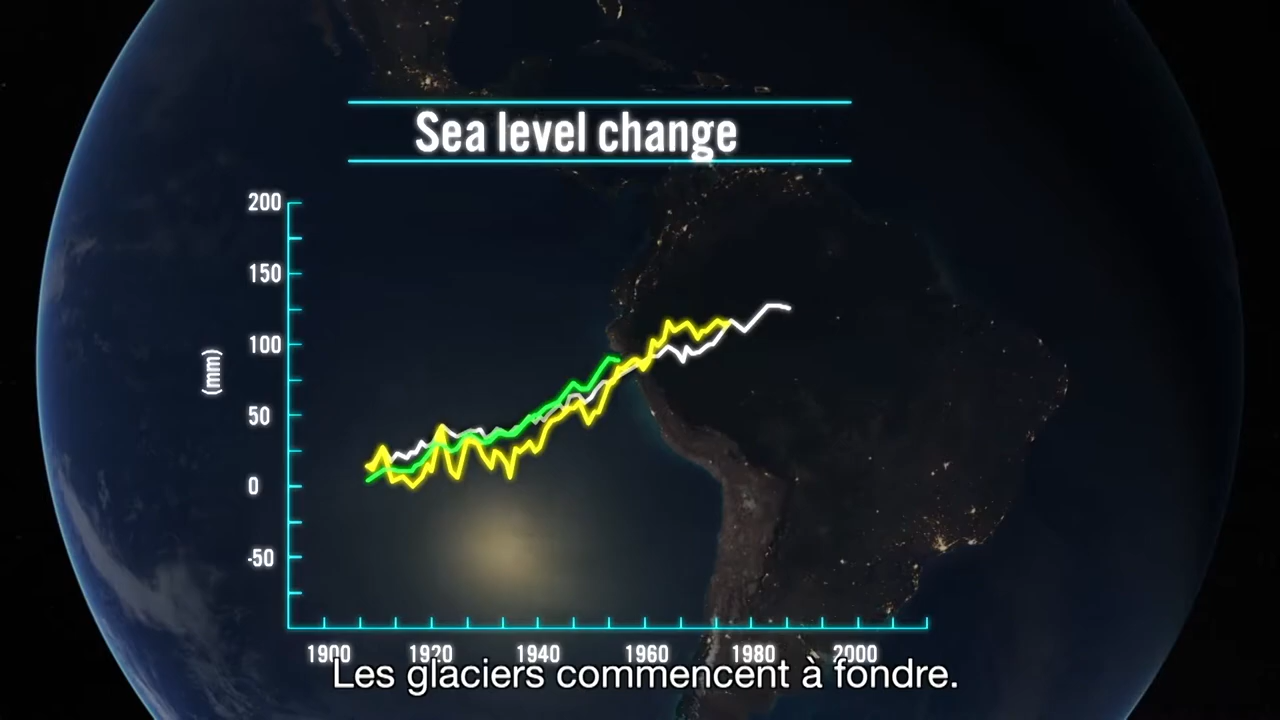 Sea level change
200
150
100
50
0
-50
(mm)
1900 1920 1940 1960 1980 2000
Les glaciers commencent à fondre.